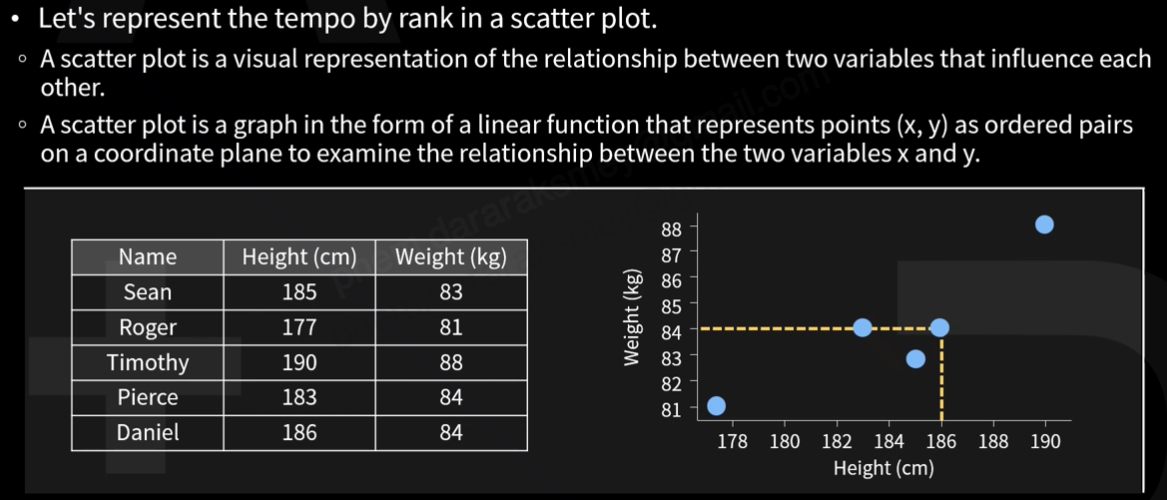 • Let's represent the tempo by rank in a scatter plot.
◦ A scatter plot is a visual representation of the relationship between two variables that influence each
other.
◦ A scatter plot is a graph in the form of a linear function that represents points (x, y) as ordered pairs
on a coordinate plane to examine the relationship between the two variables x and y.
Name Height (cm) Weight (kg)
Sean 185 83
Roger 177 81
Timothy 190 88
Pierce 183 84
Daniel 186 84
Weight (kg)
88
87
86
85
84
83
82
81
178 180 182 184 186 188 190
Height (cm)